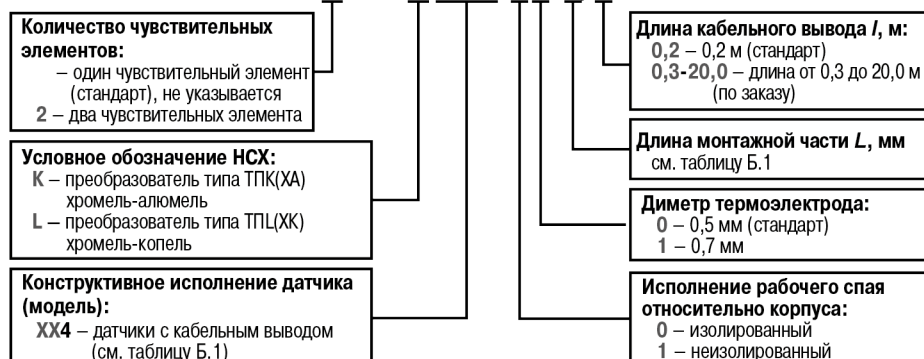 Количество чувствительных
элементов:
– один чувствительный элемент
(стандарт), не указывается
2 – два чувствительных элемента
Условное обозначение НСХ:
K – преобразователь типа ТПК(ХА)
хромель-алюмель
L – преобразователь типа ТПL(ХК)
хромель-копель
Конструктивное исполнение датчика
(модель):
ХХ4 – датчики с кабельным выводом
(см. таблицу Б.1)
Длина кабельного вывода l, м:
0,2 – 0,2 м (стандарт)
0,3-20,0 – длина от 0,3 до 20,0 м
(по заказу)
Длина монтажной части L, мм
см. таблицу Б.1
Диметр термоэлектрода:
0 – 0,5 мм (стандарт)
1 – 0,7 мм
Исполнение рабочего спая
относительно корпуса:
0 – изолированный
1 – неизолированный